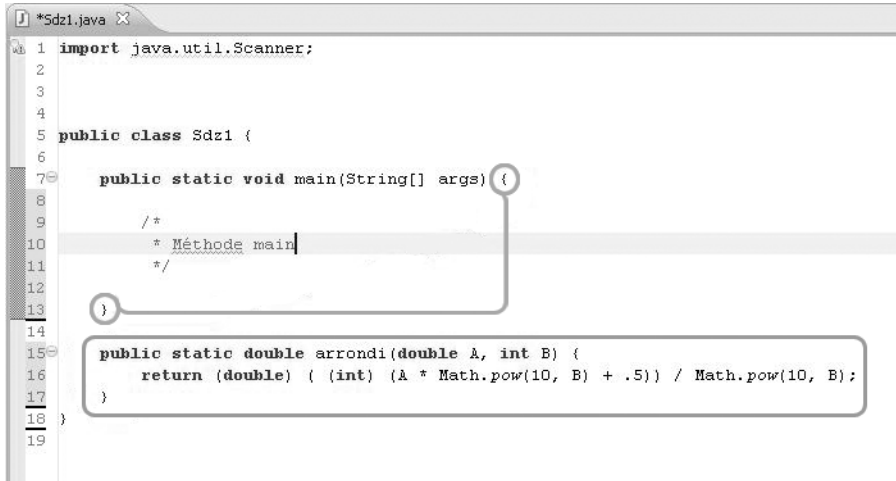 *Sdz1.java
1 import java.util.Scanner;
2
3
4
5 public class Sdz1 {
6
7 public static void main(String[] args) {
8
9 /*
10 * Méthode main
11 */
12
13 }
14
15 public static double arrondi(double A, int B) {
16 return (double) ( (int) (A * Math.pow(10, B) + .5)) / Math.pow(10, B);
17 }
18 }
19